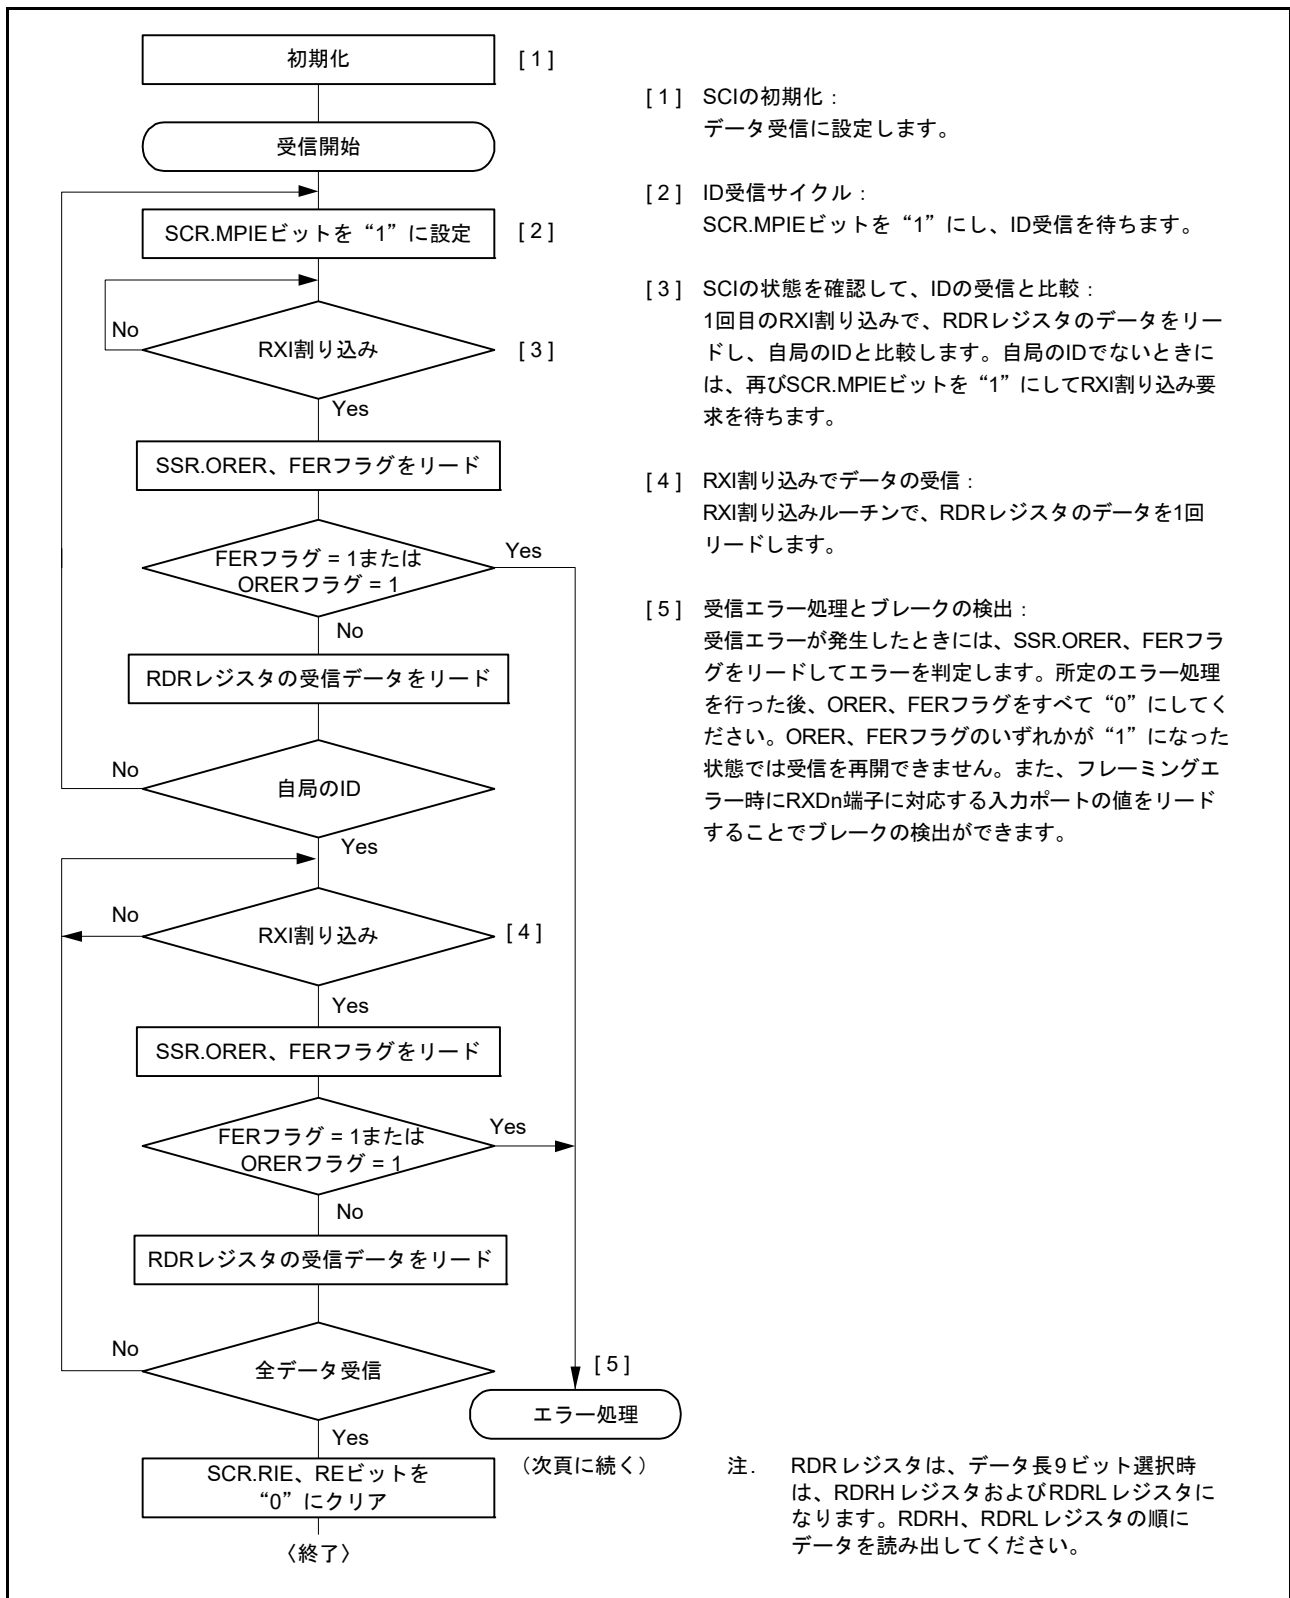 初期化
[ 1 ]
受信開始
SCR.MPIEビットを“1”に設定
[ 2 ]
No
RXI割り込み
[ 3 ]
Yes
SSR.ORER、FERフラグをリード
FERフラグ = 1または
ORERフラグ = 1
Yes
No
RDRレジスタの受信データをリード
No
自局のID
Yes
No
RXI割り込み
[ 4 ]
Yes
SSR.ORER、FERフラグをリード
FERフラグ = 1または
ORERフラグ = 1
Yes
No
RDRレジスタの受信データをリード
No
全データ受信
[ 5 ]
エラー処理
Yes
(次頁に続く)
SCR.RIE、REビットを
“0”にクリア
〈終了〉
[ 1 ] SCIの初期化:
データ受信に設定します。
[ 2 ] ID受信サイクル:
SCR.MPIEビットを“1”にし、ID受信を待ちます。
[ 3 ] SCIの状態を確認して、IDの受信と比較:
1回目のRXI割り込みで、RDRレジスタのデータをリー
ドし、自局のIDと比較します。自局のIDでないときに
は、再びSCR.MPIEビットを“1”にしてRXI割り込み要
求を待ちます。
[ 4 ] RXI割り込みでデータの受信:
RXI割り込みルーチンで、RDRレジスタのデータを1回
リードします。
[ 5 ] 受信エラー処理とブレークの検出:
受信エラーが発生したときには、SSR.ORER、FERフラ
グをリードしてエラーを判定します。所定のエラー処理
を行った後、ORER、FERフラグをすべて“0”にしてく
ださい。ORER、FERフラグのいずれかが“1”になった
状態では受信を再開できません。また、フレーミングエ
ラー時にRXDn端子に対応する入力ポートの値をリード
することでブレークの検出ができます。
注. RDRレジスタは、データ長9ビット選択時
は、RDRHレジスタおよびRDRLレジスタに
なります。RDRH、RDRLレジスタの順に
データを読み出してください。